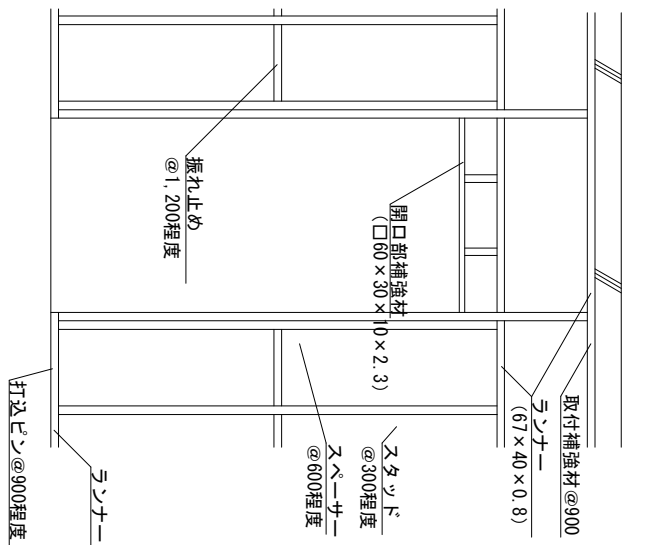 取付補強材@900
ランナー
(67×40×0.8)
スタッド
@300程度
スペーサー
@600程度
開口部補強材
(□60×30×10×2.3)
振れ止め
@1,200程度
ランナー
打込ピン@900程度